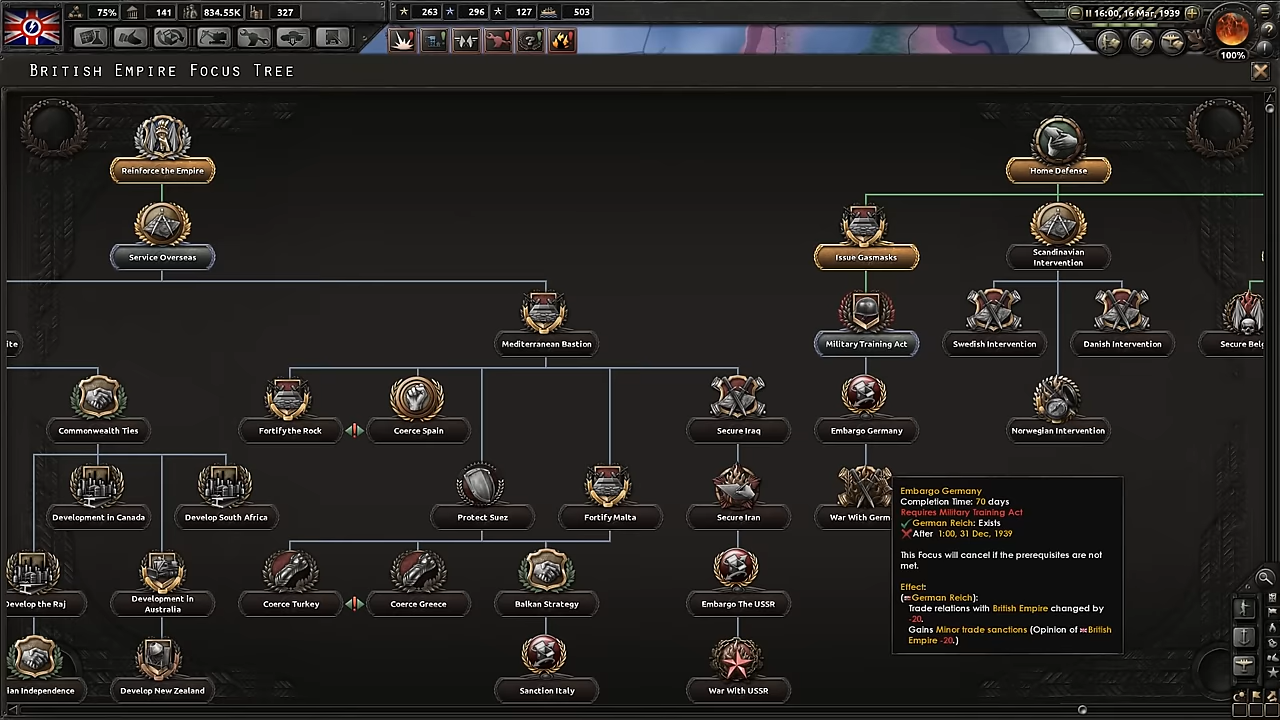 75% 141 834.55K 327 263 296 127 503 16:00, 16 Mar, 1939
100%
BRITISH EMPIRE FOCUS TREE
Reinforce the Empire
Home Defense
Service Overseas
Issue Gasmasks
Scandinavian
Intervention
Mediterranean Bastion
Military Training Act
Swedish Intervention
Danish Intervention
Secure Bel
Commonwealth Ties
Fortify the Rock
Coerce Spain
Secure Iraq
Embargo Germany
Norwegian Intervention
Development in Canada
Develop South Africa
Protect Suez
Fortify Malta
Secure Iran
War With Germ
Embargo Germany
Completion Time: 70 days
Requires Military Training Act
German Reich: Exists
After 1:00, 31 Dec, 1939
This Focus will cancel if the prerequisites are not
met.
Effect:
(German Reich):
Trade relations with British Empire changed by
-20.
Gains Minor trade sanctions (Opinion of British
Empire -20.)
Develop the Raj
Development in
Australia
Coerce Turkey
Coerce Greece
Balkan Strategy
Embargo The USSR
ian Independence
Develop New Zealand
Sanction Italy
War With USSR